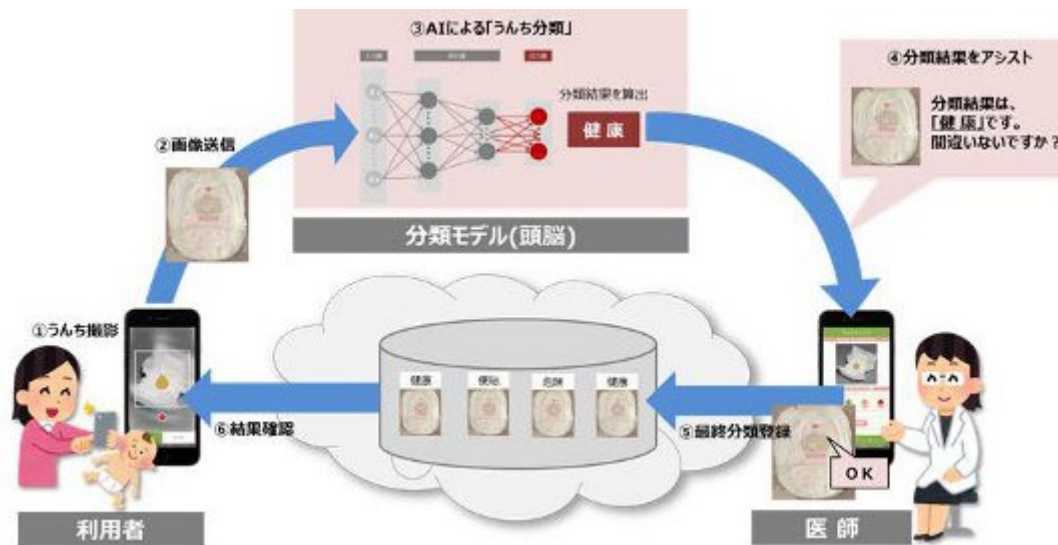 ③AIによる「うんち分類」
分類結果を算出
健康
分類モデル(頭脳)
②画像送信
④分類結果をアシスト
分類結果は、
「健康」です。
間違いないですか？
①うんち撮影
利用者
⑥結果確認
健康
便秘
危険
健康
⑤最終分類登録
OK
医師